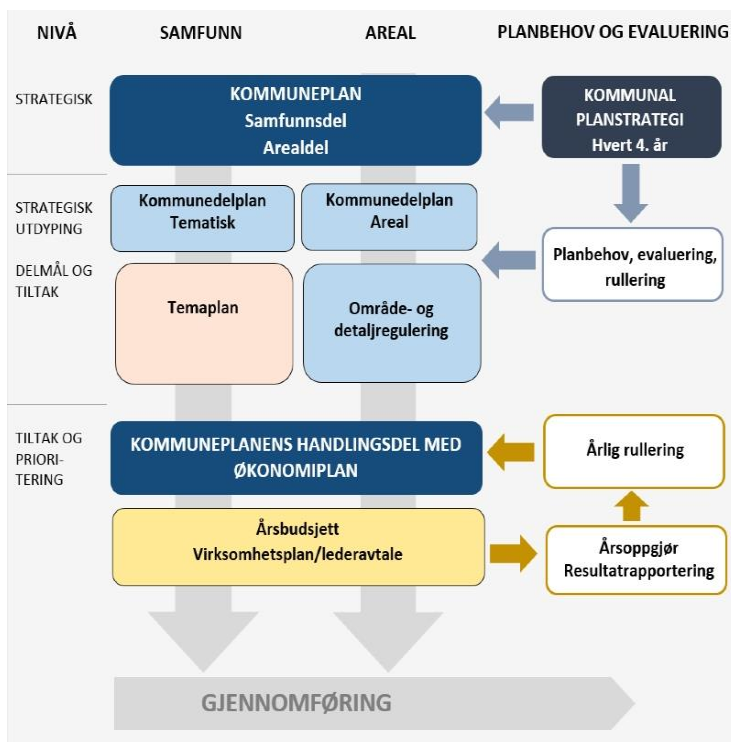 NIVÅ
SAMFUNN
AREAL
PLANBEHOV OG EVALUERING
STRATEGISK
KOMMUNEPLAN
Samfunnsdel
Arealdel
KOMMUNAL
PLANSTRATEGI
Hvert 4. år
STRATEGISK
UTDYPING
Kommunedelplan
Tematisk
Kommunedelplan
Areal
Planbehov, evaluering,
rullering
DELMÅL OG
TILTAK
Temaplan
Område- og
detaljregulering
TILTAK OG
PRIORI-
TERING
KOMMUNEPLANENS HANDLINGSDEL MED
ØKONOMIPLAN
Årlig rullering
Årsbudsjett
Virksomhetsplan/lederavtale
Årsoppgjør
Resultatrapportering
GJENNOMFØRING